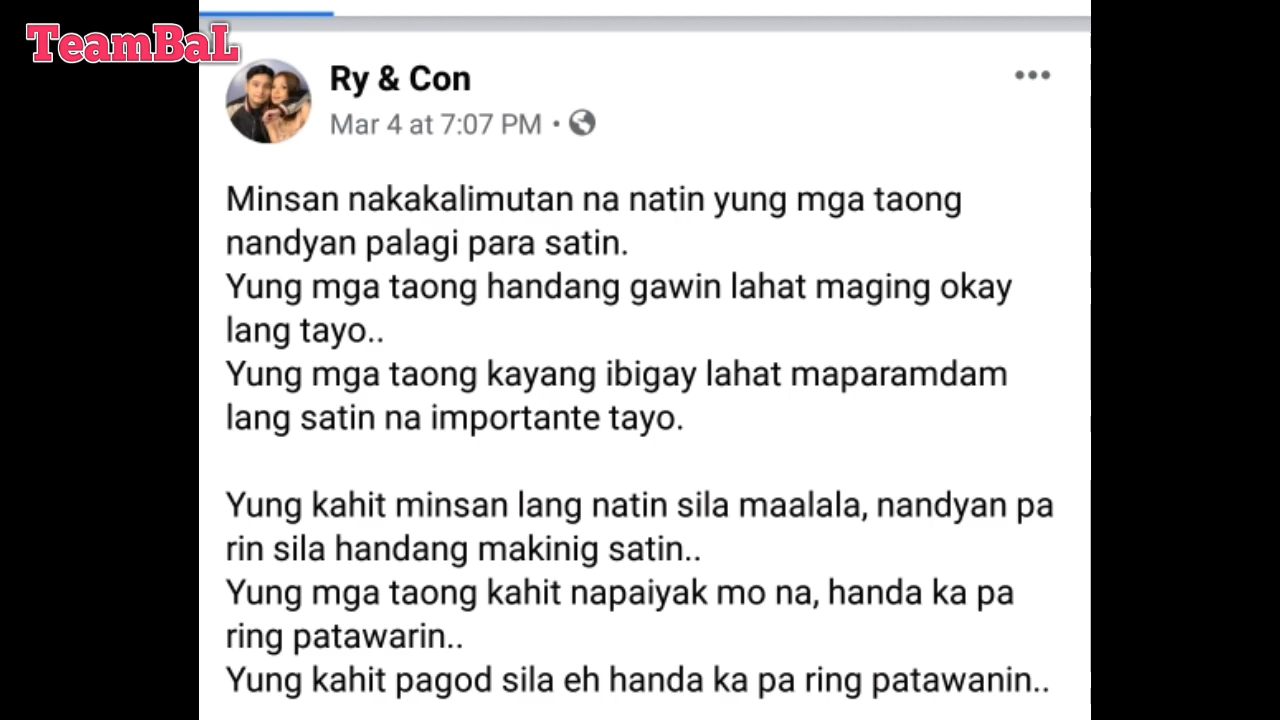 TeamBaL
Ry & Con
Mar 4 at 7:07 PM •
Minsan nakakalimutan na natin yung mga taong
nandyan palagi para satin.
Yung mga taong handang gawin lahat maging okay
lang tayo..
Yung mga taong kayang ibigay lahat maparamdam
lang satin na importante tayo.
Yung kahit minsan lang natin sila maalala, nandyan pa
rin sila handang makinig satin..
Yung mga taong kahit napaiyak mo na, handa ka pa
ring patawarin..
Yung kahit pagod sila eh handa ka pa ring patawanin..